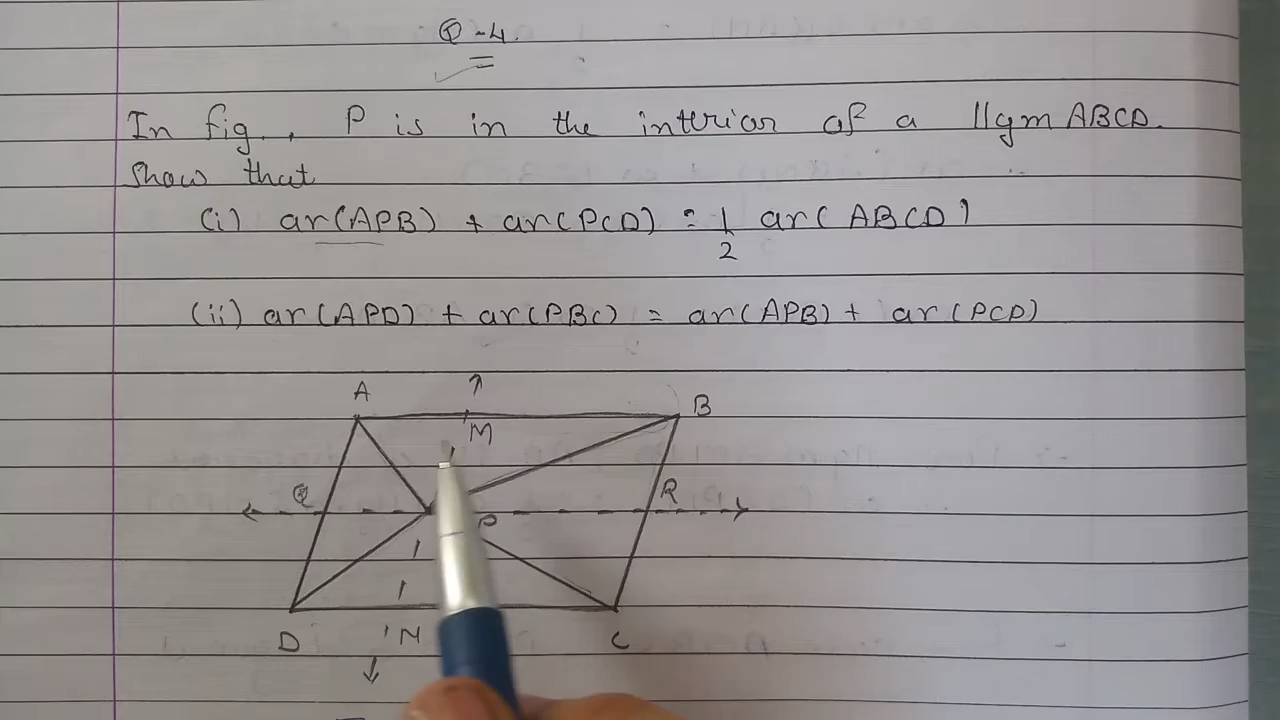 Q-4.
In fig., P is in the interior of a ||gm ABCD.
Show that
(i) ar(APB) + ar(PCD) = 1/2 ar(ABCD)
(ii) ar(APD) + ar(PBC) = ar(APB) + ar(PCD)
A
B
M
Q
R
P
D
N
C